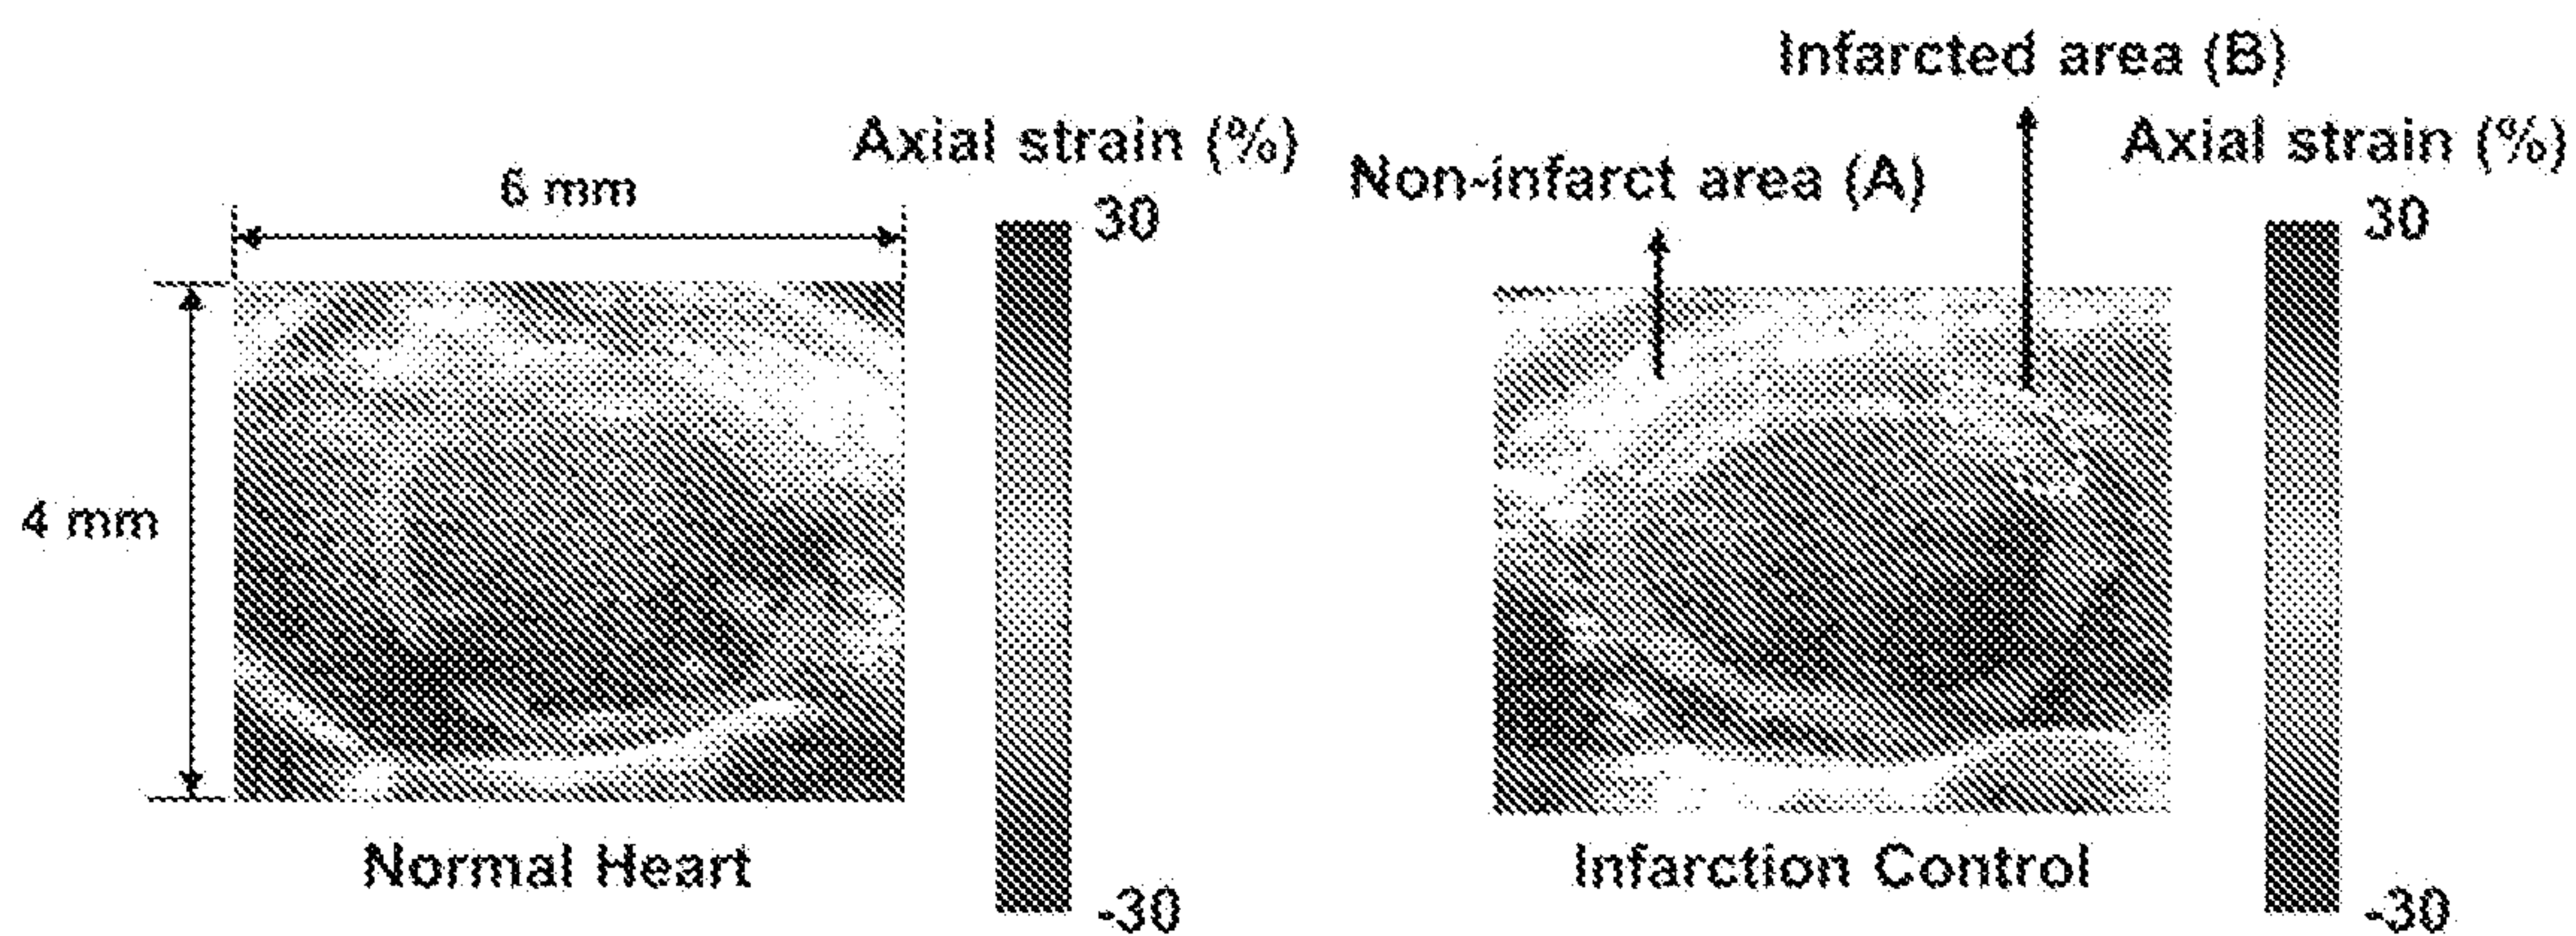 6 mm
4 mm
Axial strain (%)
30
-30
Normal Heart
Non-infarct area (A)
Infarcted area (B)
Axial strain (%)
30
-30
Infarction Control